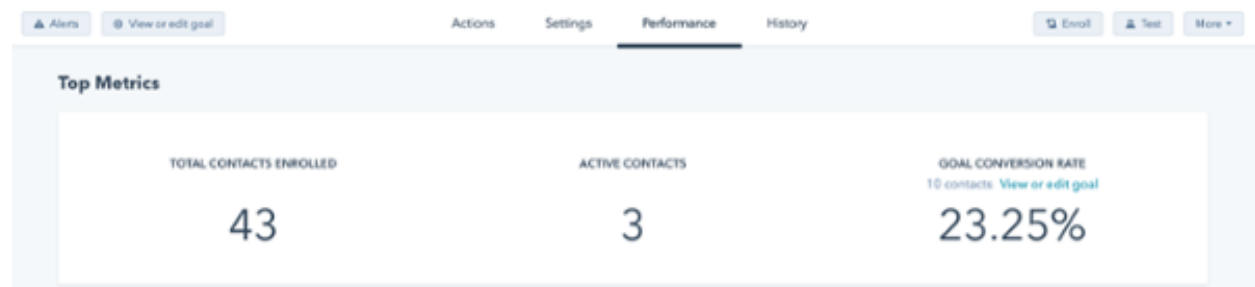 Alerts View or edit goal Actions Settings Performance History Enroll Test More
Top Metrics
TOTAL CONTACTS ENROLLED ACTIVE CONTACTS GOAL CONVERSION RATE
10 contacts View or edit goal
43 3 23.25%